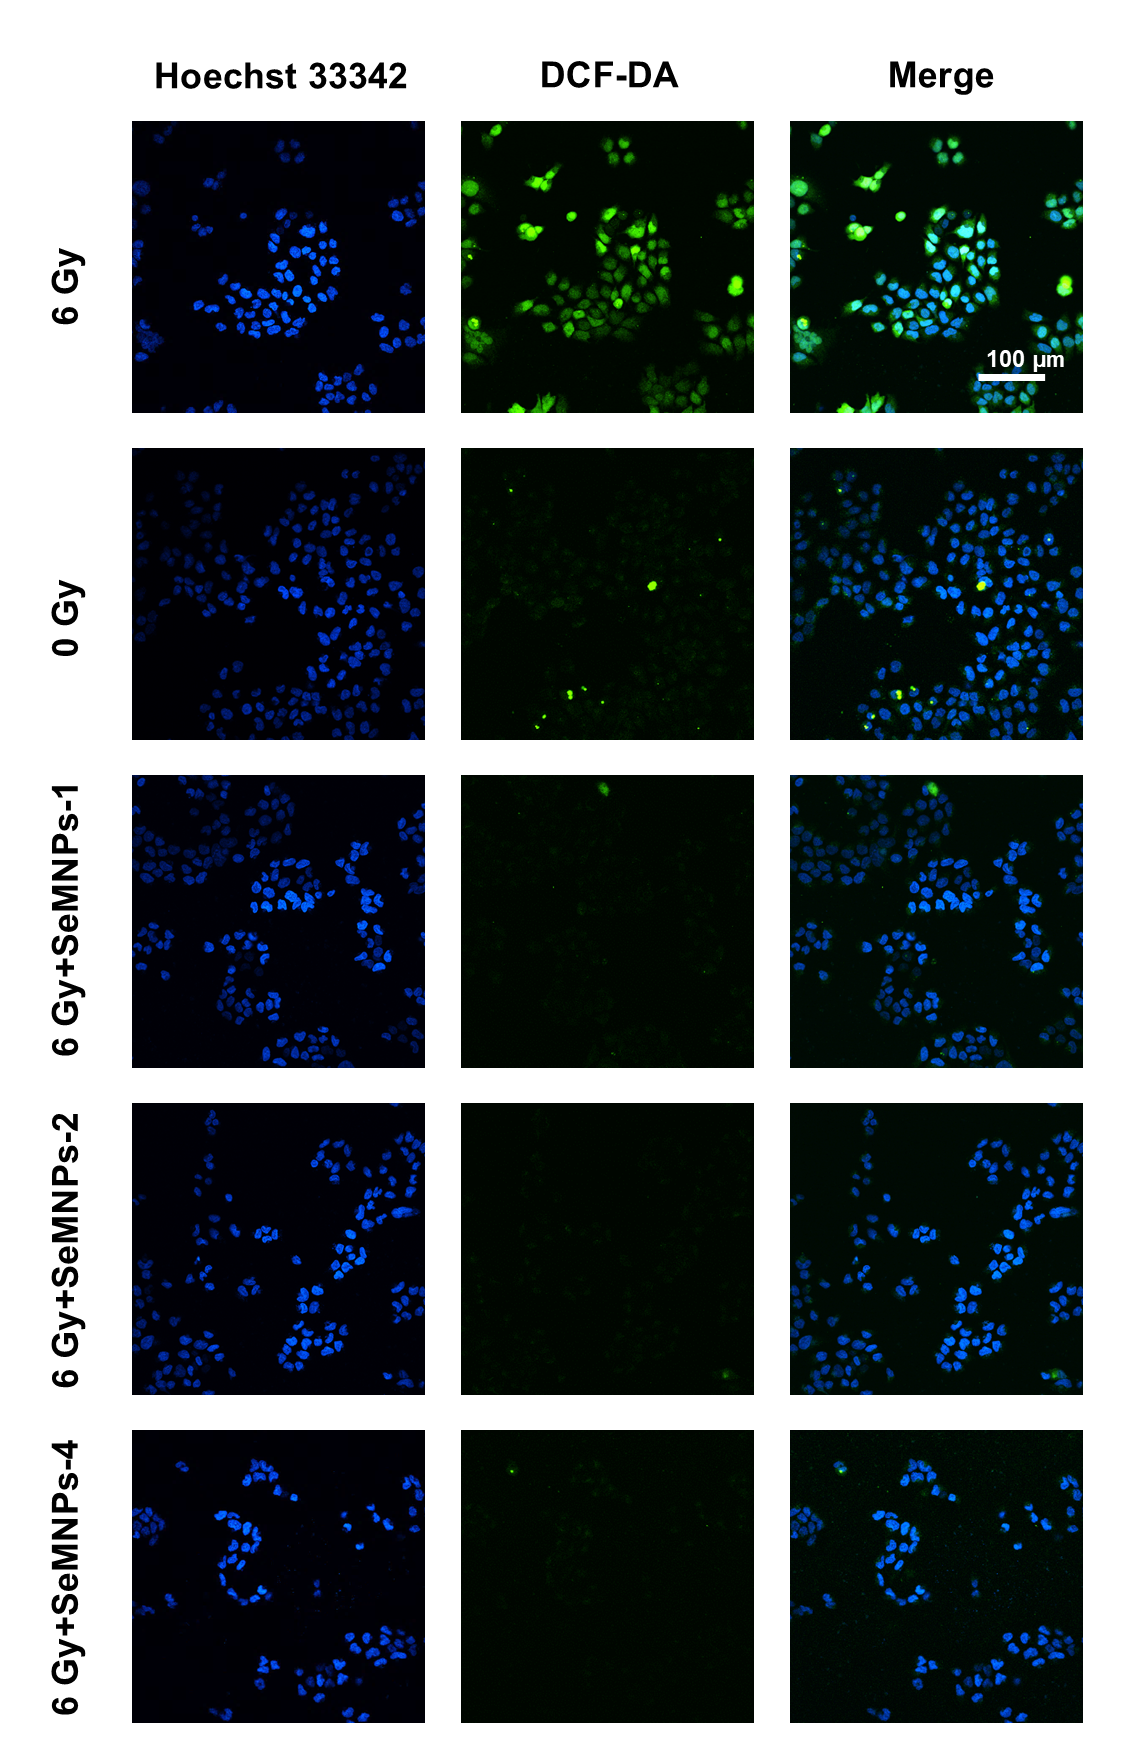 Hoechst 33342 DCF-DA Merge
6 Gy
100 µm
0 Gy
6 Gy+SeMNPs-1
6 Gy+SeMNPs-2
6 Gy+SeMNPs-4